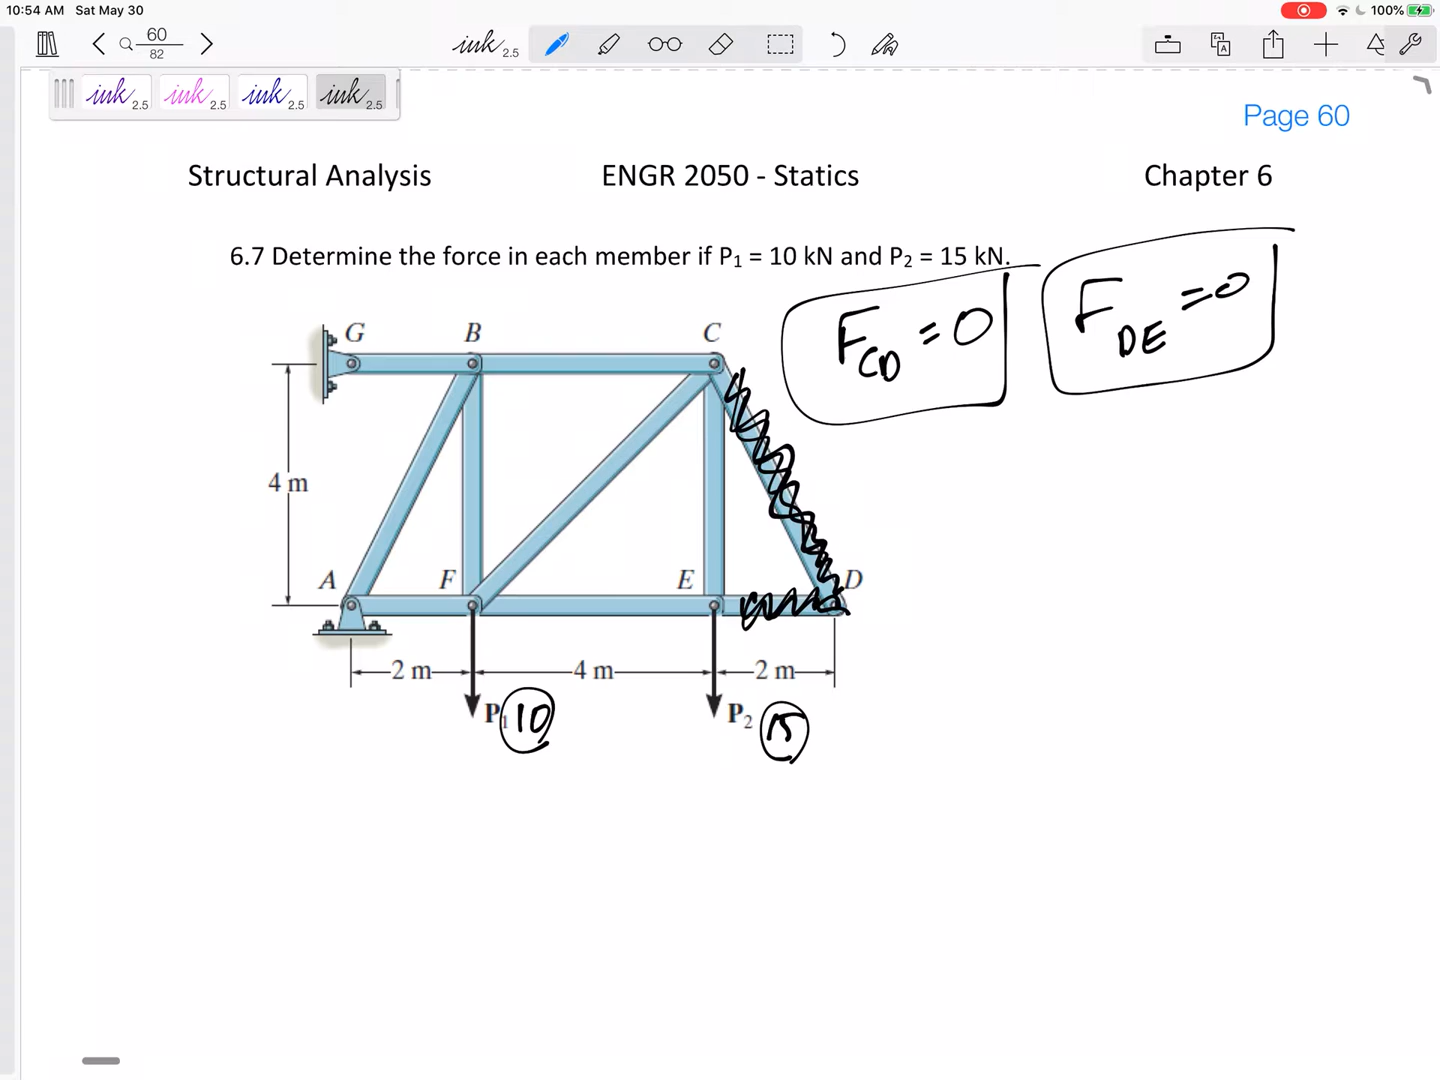 10:54 AM Sat May 30
100%
60
82
ink 2.5
ink 2.5 ink 2.5 ink 2.5 ink 2.5
Page 60
Structural Analysis ENGR 2050 - Statics Chapter 6
6.7 Determine the force in each member if P₁ = 10 kN and P₂ = 15 kN.
F_CD = 0
F_DE = 0
G B C
4 m
A F E D
2 m 4 m 2 m
P₁ 10 P₂ 15